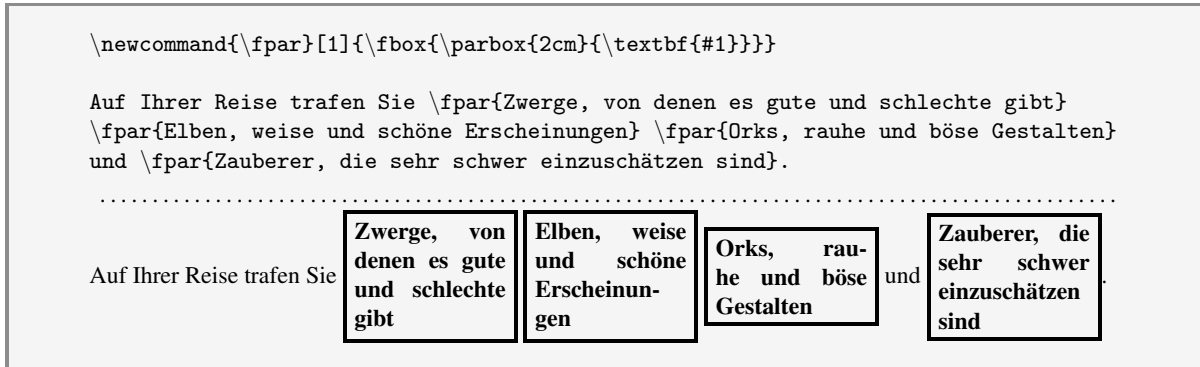 \newcommand{\fpar}[1]{\fbox{\parbox{2cm}{\textbf{#1}}}}
Auf Ihrer Reise trafen Sie \fpar{Zwerge, von denen es gute und schlechte gibt}
\fpar{Elben, weise und schöne Erscheinungen} \fpar{Orks, rauhe und böse Gestalten}
und \fpar{Zauberer, die sehr schwer einzuschätzen sind}.
Auf Ihrer Reise trafen Sie
Zwerge, von
denen es gute
und schlechte
gibt
Elben, weise
und schöne
Erscheinun-
gen
Orks, rau-
he und böse
Gestalten
und
Zauberer, die
sehr schwer
einzuschätzen
sind
.